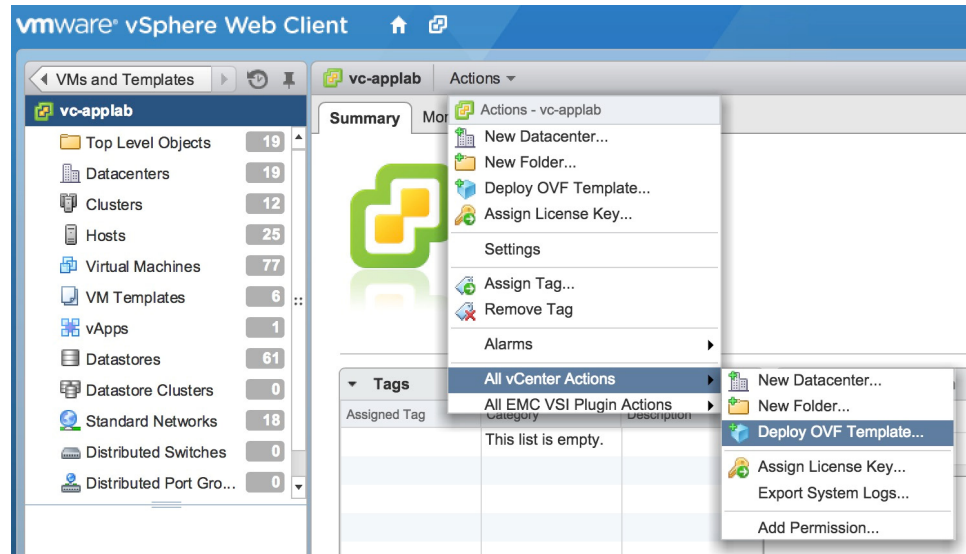 vmware® vSphere Web Client
VMs and Templates
vc-applab
Top Level Objects 19
Datacenters 19
Clusters 12
Hosts 25
Virtual Machines 77
VM Templates 6
vApps 1
Datastores 61
Datastore Clusters 0
Standard Networks 18
Distributed Switches 0
Distributed Port Gro... 0
vc-applab Actions
Summary Mor
Actions - vc-applab
New Datacenter...
New Folder...
Deploy OVF Template...
Assign License Key...
Settings
Assign Tag...
Remove Tag
Alarms
All vCenter Actions
All EMC VSI Plugin Actions
New Datacenter...
New Folder...
Deploy OVF Template...
Assign License Key...
Export System Logs...
Add Permission...
Tags
Assigned Tag Category Description
This list is empty.